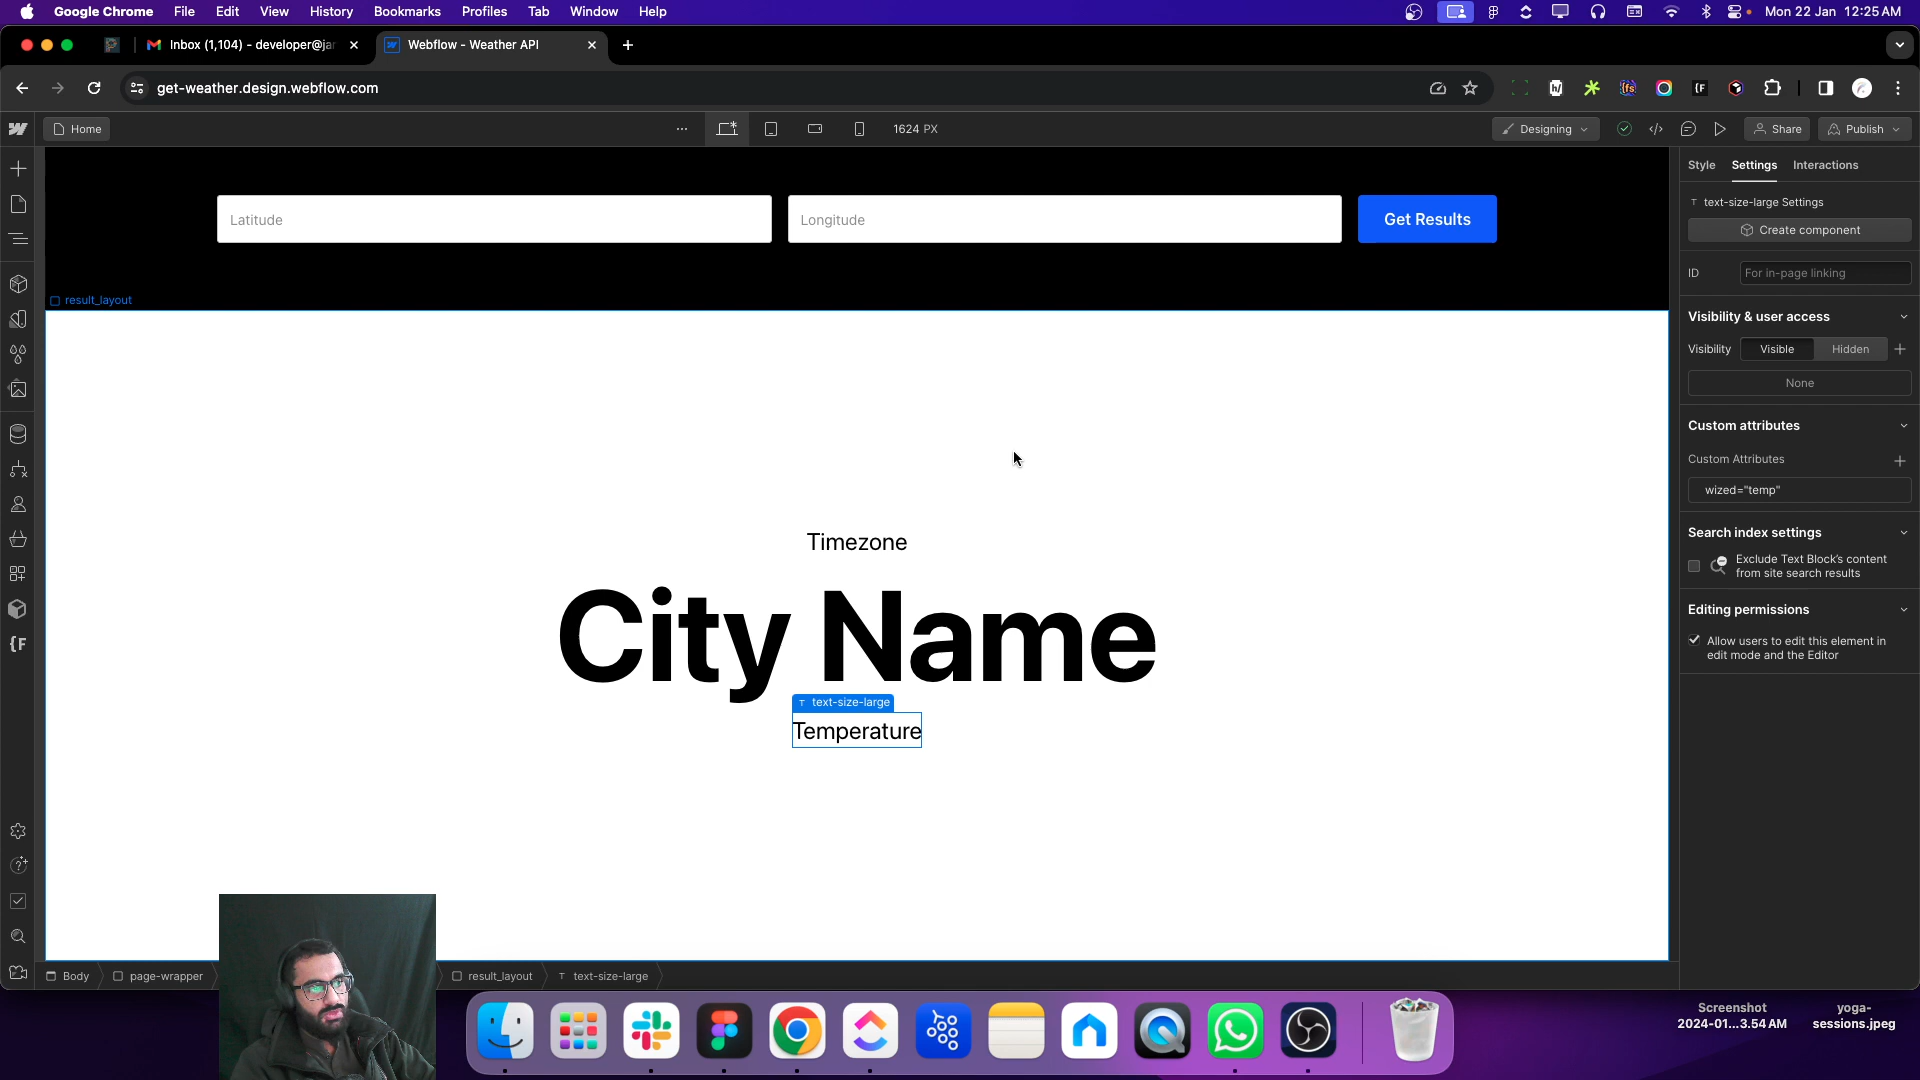 Google Chrome File Edit View History Bookmarks Profiles Tab Window Help Mon 22 Jan 12:25 AM
Inbox (1,104) - developer@jar Webflow - Weather API
get-weather.design.webflow.com
Home 1624 PX Designing Share Publish
Style Settings Interactions
text-size-large Settings
Create component
ID For in-page linking
Visibility & user access
Visibility Visible Hidden
None
Custom attributes
Custom Attributes
wized="temp"
Search index settings
Exclude Text Block's content
from site search results
Editing permissions
Allow users to edit this element in
edit mode and the Editor
Latitude Longitude Get Results
result_layout
Timezone
City Name
text-size-large
Temperature
Body page-wrapper result_layout text-size-large
Screenshot
2024-01...3.54 AM
yoga-
sessions.jpeg